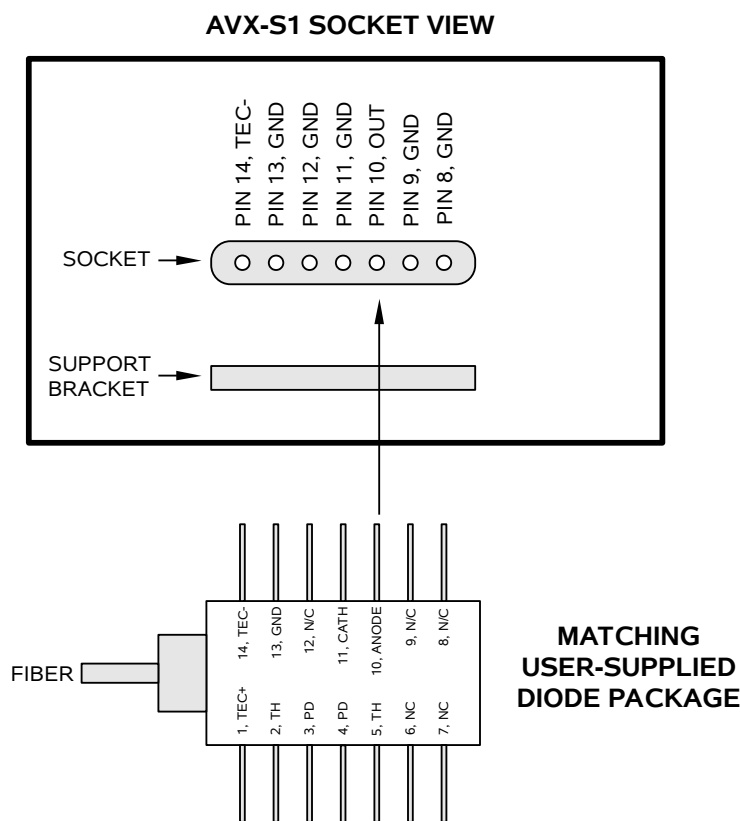 AVX-S1 SOCKET VIEW
PIN 14, TEC-
PIN 13, GND
PIN 12, GND
PIN 11, GND
PIN 10, OUT
PIN 9, GND
PIN 8, GND
SOCKET
SUPPORT
BRACKET
14, TEC-
13, GND
12, N/C
11, CATH
10, ANODE
9, N/C
8, N/C
MATCHING
USER-SUPPLIED
DIODE PACKAGE
FIBER
1, TEC+
2, TH
3, PD
4, PD
5, TH
6, NC
7, NC